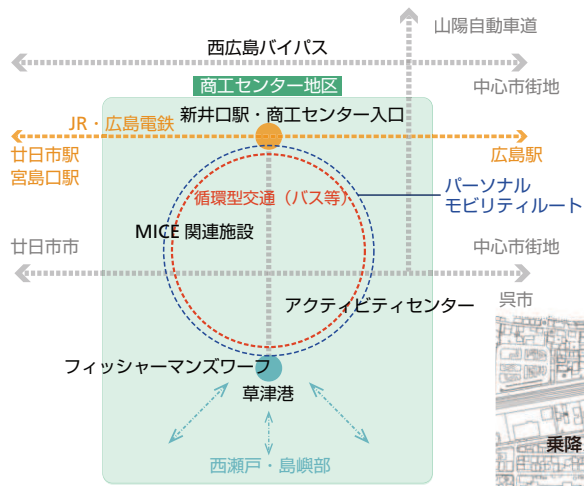 山陽自動車道
西広島バイパス
中心市街地
商工センター地区
新井口駅・商工センター入口
JR・広島電鉄
廿日市駅
宮島口駅
広島駅
循環型交通（バス等）
パーソナル
モビリティルート
MICE 関連施設
廿日市市
中心市街地
アクティビティセンター
呉市
フィッシャーマンズワーフ
草津港
乗降
西瀬戸・島嶼部